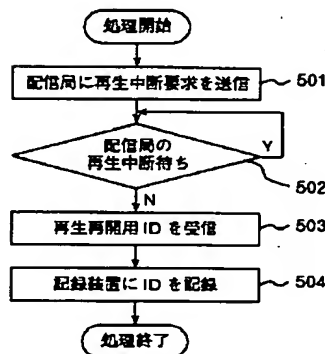 処理開始
配信局に再生中断要求を送信
501
配信局の
再生中断待ち
Y
502
N
再生再開用IDを受信
503
記録装置にIDを記録
504
処理終了